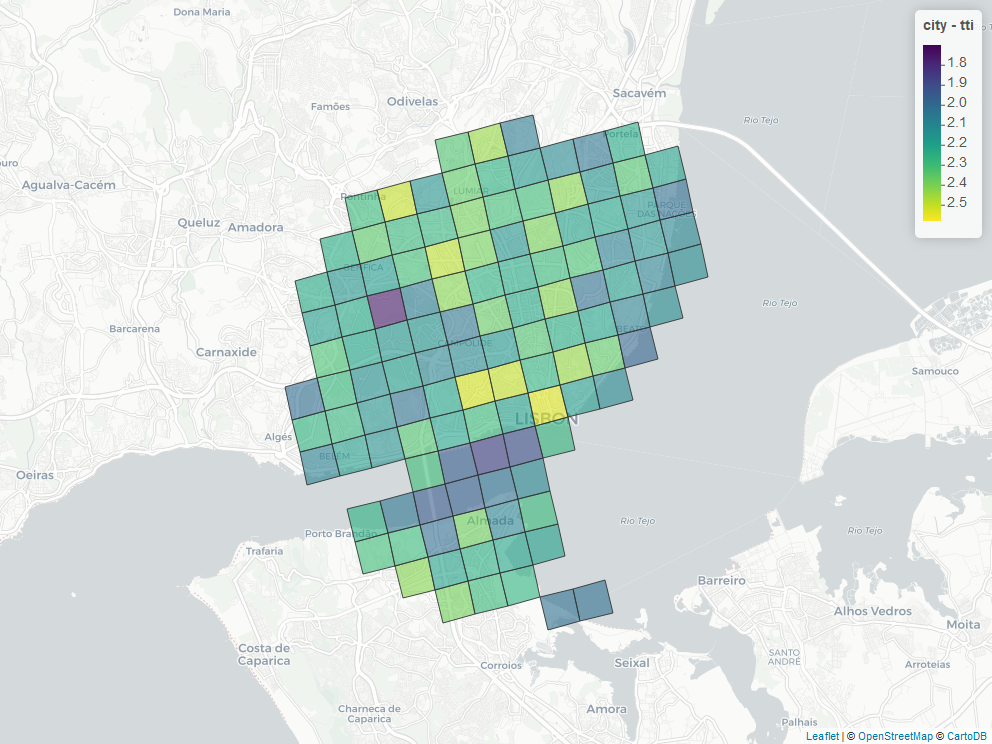 Dona Maria
city - tti
1.8
1.9
2.0
2.1
2.2
2.3
2.4
2.5
Sacavém
Odivelas
Famões
Rio Tejo
Portela
Agualva-Cacém
Pontinha
LUMIAR
PARQUE
DAS NAÇÕES
Queluz
Amadora
BENFICA
Rio Tejo
Barcarena
CAMPOLIDE
BEATO
Carnaxide
Samouco
LISBON
Algés
BELÉM
Oeiras
Almada
Rio Tejo
Porto Brandão
Rio Tejo
Trafaria
Barreiro
Alhos Vedros
Moita
Costa de
Caparica
SANTO
ANDRÉ
Corroios
Seixal
Arroteias
Charneca de
Caparica
Amora
Palhais
Leaflet | © OpenStreetMap © CartoDB